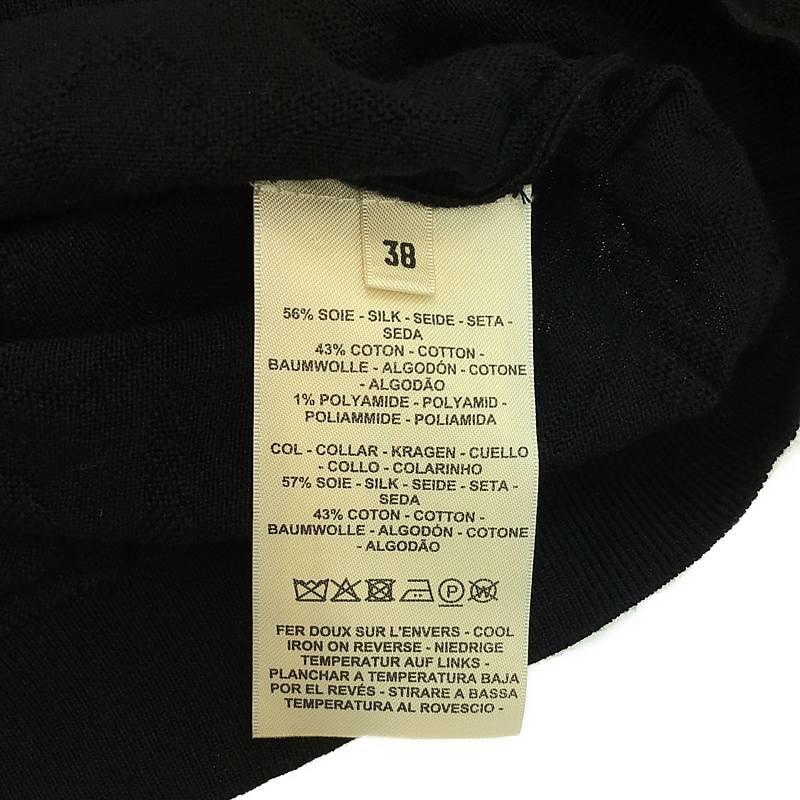 38
56% SOIE - SILK - SEIDE - SETA -
SEDA
43% COTON - COTTON -
BAUMWOLLE - ALGODÓN - COTONE
- ALGODÃO
1% POLYAMIDE - POLYAMID -
POLIAMMIDE - POLIAMIDA
COL - COLLAR - KRAGEN - CUELLO
- COLLO - COLARINHO
57% SOIE - SILK - SEIDE - SETA -
SEDA
43% COTON - COTTON -
BAUMWOLLE - ALGODÓN - COTONE
- ALGODÃO
P W
FER DOUX SUR L'ENVERS - COOL
IRON ON REVERSE - NIEDRIGE
TEMPERATUR AUF LINKS -
PLANCHAR A TEMPERATURA BAJA
POR EL REVÉS - STIRARE A BASSA
TEMPERATURA AL ROVESCIO -